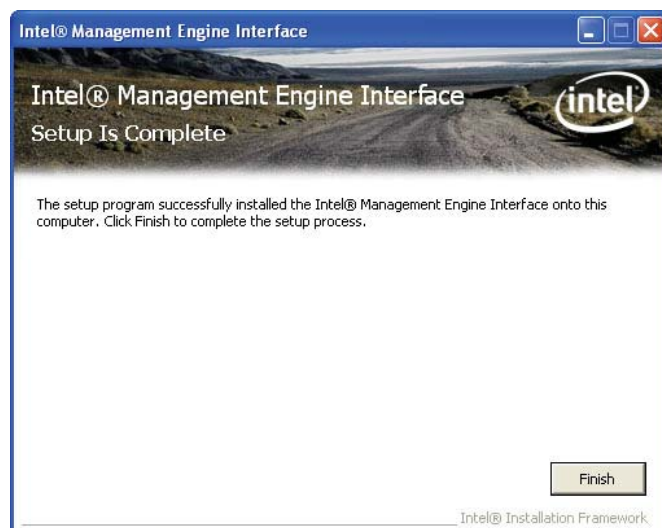 Intel® Management Engine Interface
Intel® Management Engine Interface
Setup Is Complete
intel
The setup program successfully installed the Intel® Management Engine Interface onto this
computer. Click Finish to complete the setup process.
Finish
Intel® Installation Framework